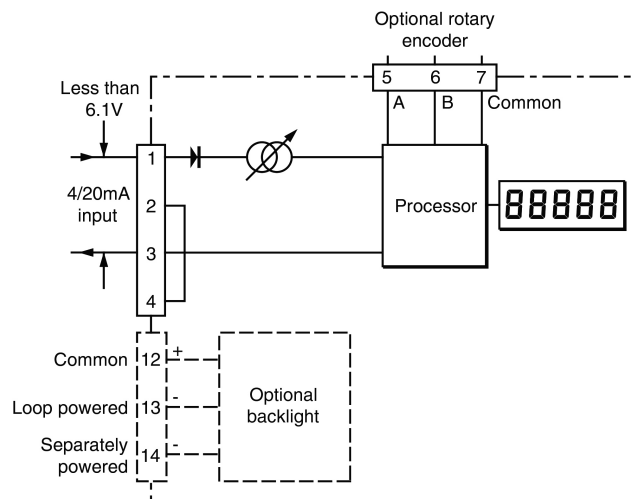 Optional rotary
encoder
5 6 7
A B Common
Less than
6.1V
1
4/20mA
input
2
3
4
Processor
88888
Common
12
+
Loop powered
13
-
Separately
powered
14
-
Optional
backlight